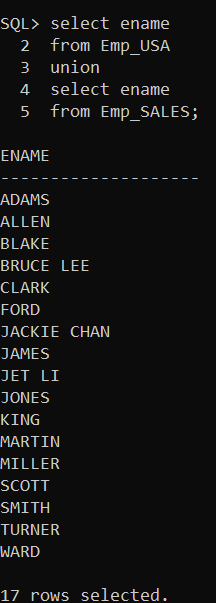 SQL> select ename
  2  from Emp_USA
  3  union
  4  select ename
  5  from Emp_SALES;

ENAME
--------------------
ADAMS
ALLEN
BLAKE
BRUCE LEE
CLARK
FORD
JACKIE CHAN
JAMES
JET LI
JONES
KING
MARTIN
MILLER
SCOTT
SMITH
TURNER
WARD

17 rows selected.